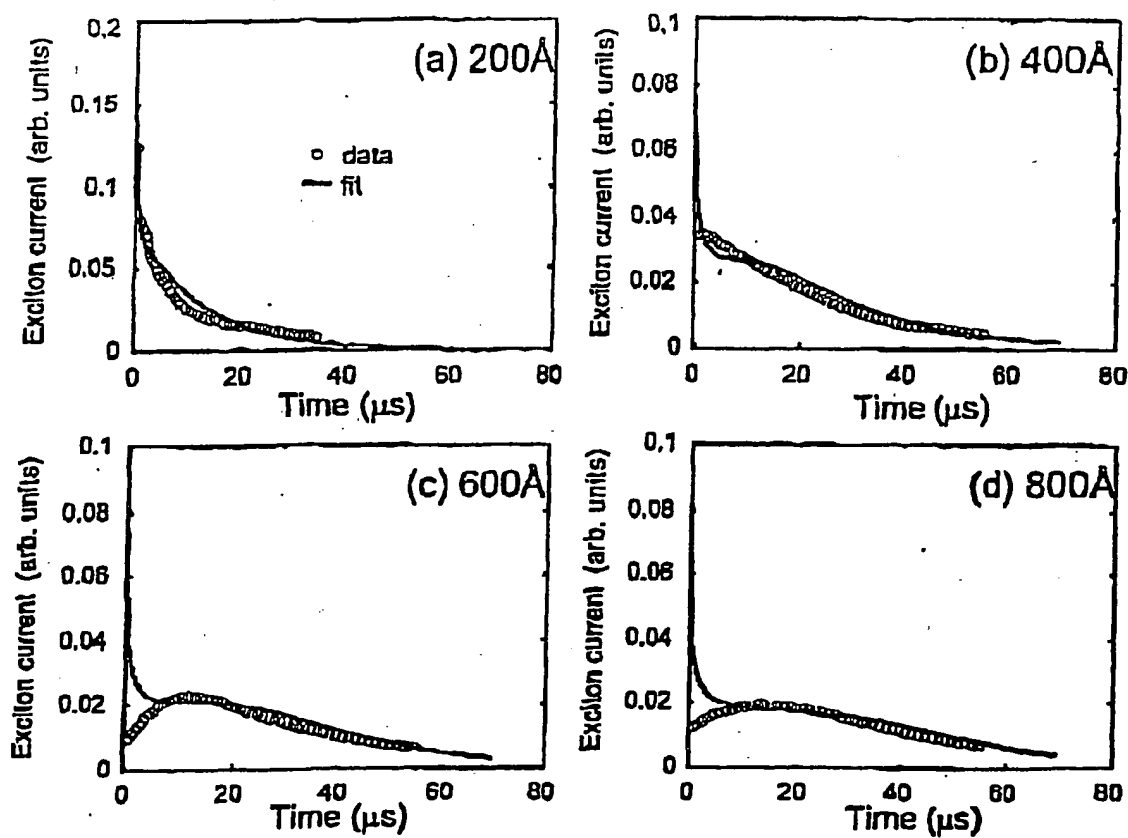 (a) 200Å
Exciton current (arb. units)
0.2
0.15
0.1
0.05
0
data
fit
0 20 40 60 80
Time (μs)
(b) 400Å
Exciton current (arb. units)
0.1
0.08
0.06
0.04
0.02
0
0 20 40 60 80
Time (μs)
(c) 600Å
Exciton current (arb. units)
0.1
0.08
0.06
0.04
0.02
0
0 20 40 60 80
Time (μs)
(d) 800Å
Exciton current (arb. units)
0.1
0.08
0.06
0.04
0.02
0
0 20 40 60 80
Time (μs)